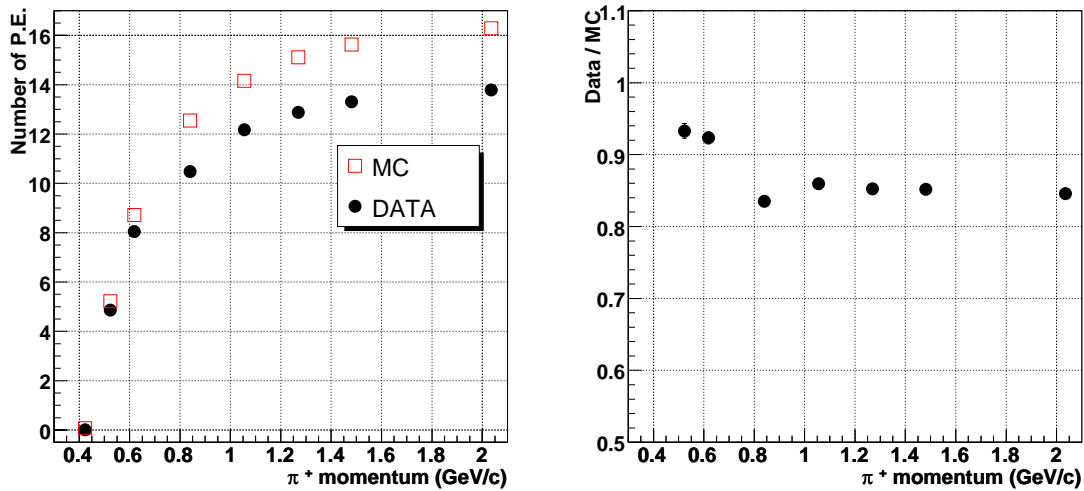 Number of P.E.
16
14
12
10
8
6
4
2
0
MC
DATA
0.4 0.6 0.8 1 1.2 1.4 1.6 1.8 2
π + momentum (GeV/c)
Data / MC
1.1
1
0.9
0.8
0.7
0.6
0.5
0.4 0.6 0.8 1 1.2 1.4 1.6 1.8 2
π + momentum (GeV/c)